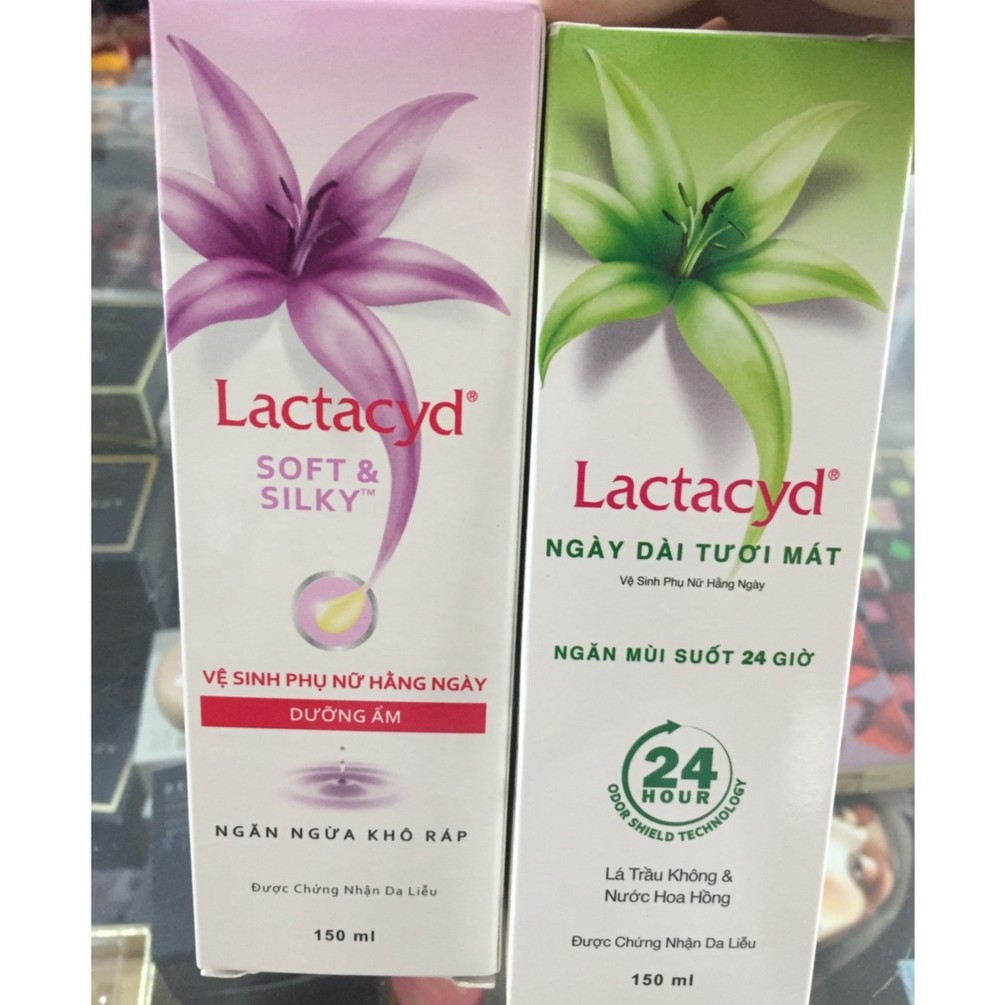 Lactacyd®
SOFT &
SILKY™
VỆ SINH PHỤ NỮ HẰNG NGÀY
DƯỠNG ẨM
NGĂN NGỪA KHÔ RÁP
Được Chứng Nhận Da Liễu
150 ml
Lactacyd®
NGÀY DÀI TƯƠI MÁT
Vệ Sinh Phụ Nữ Hằng Ngày
NGĂN MÙI SUỐT 24 GIỜ
24
HOUR
ODOR SHIELD TECHNOLOGY
Lá Trầu Không &
Nước Hoa Hồng
Được Chứng Nhận Da Liễu
150 ml